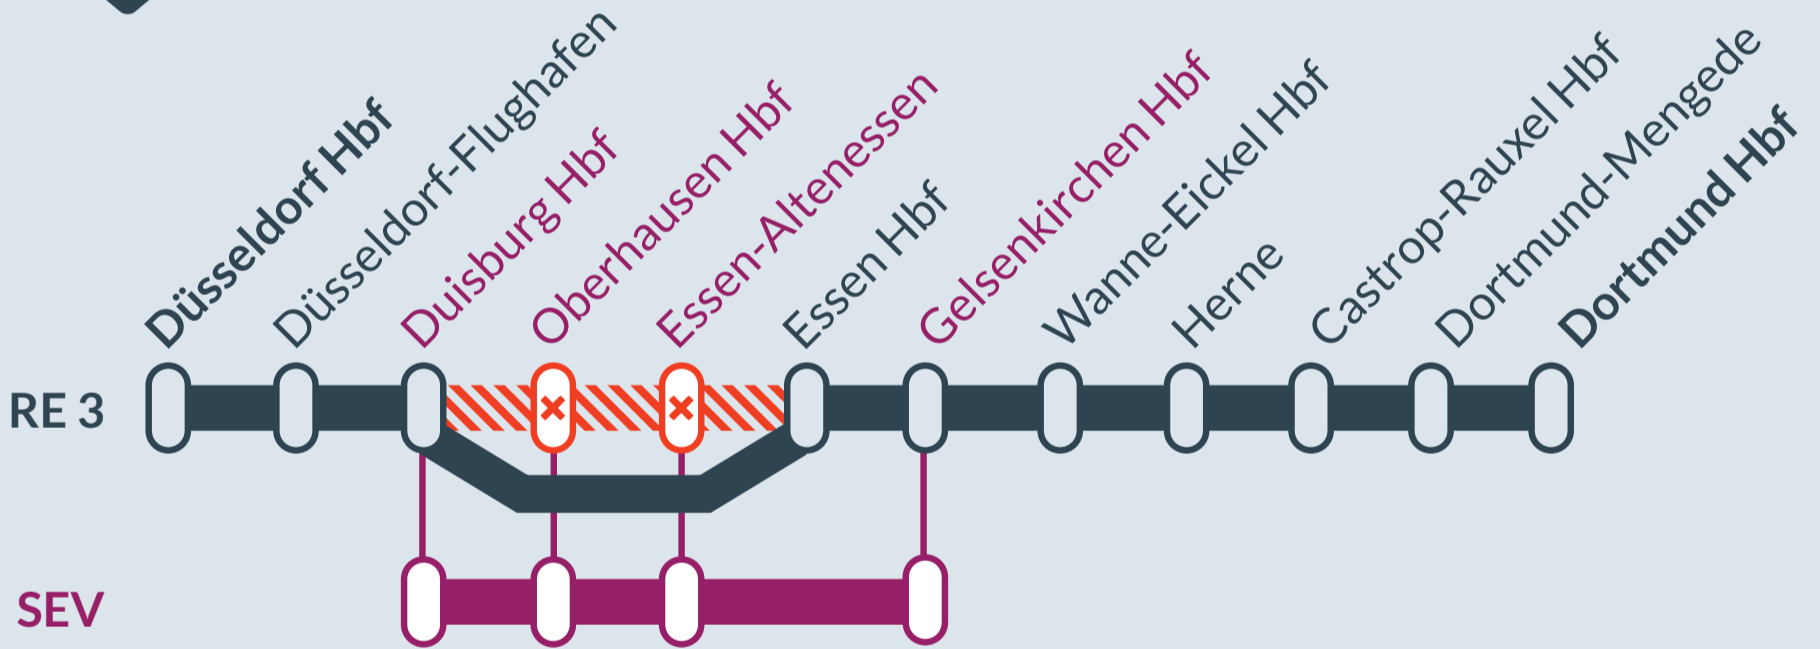 Düsseldorf Hbf
Düsseldorf-Flughafen
Duisburg Hbf
Oberhausen Hbf
Essen-Altenessen
Essen Hbf
Gelsenkirchen Hbf
Wanne-Eickel Hbf
Herne
Castrop-Rauxel Hbf
Dortmund-Mengede
Dortmund Hbf
RE 3
SEV